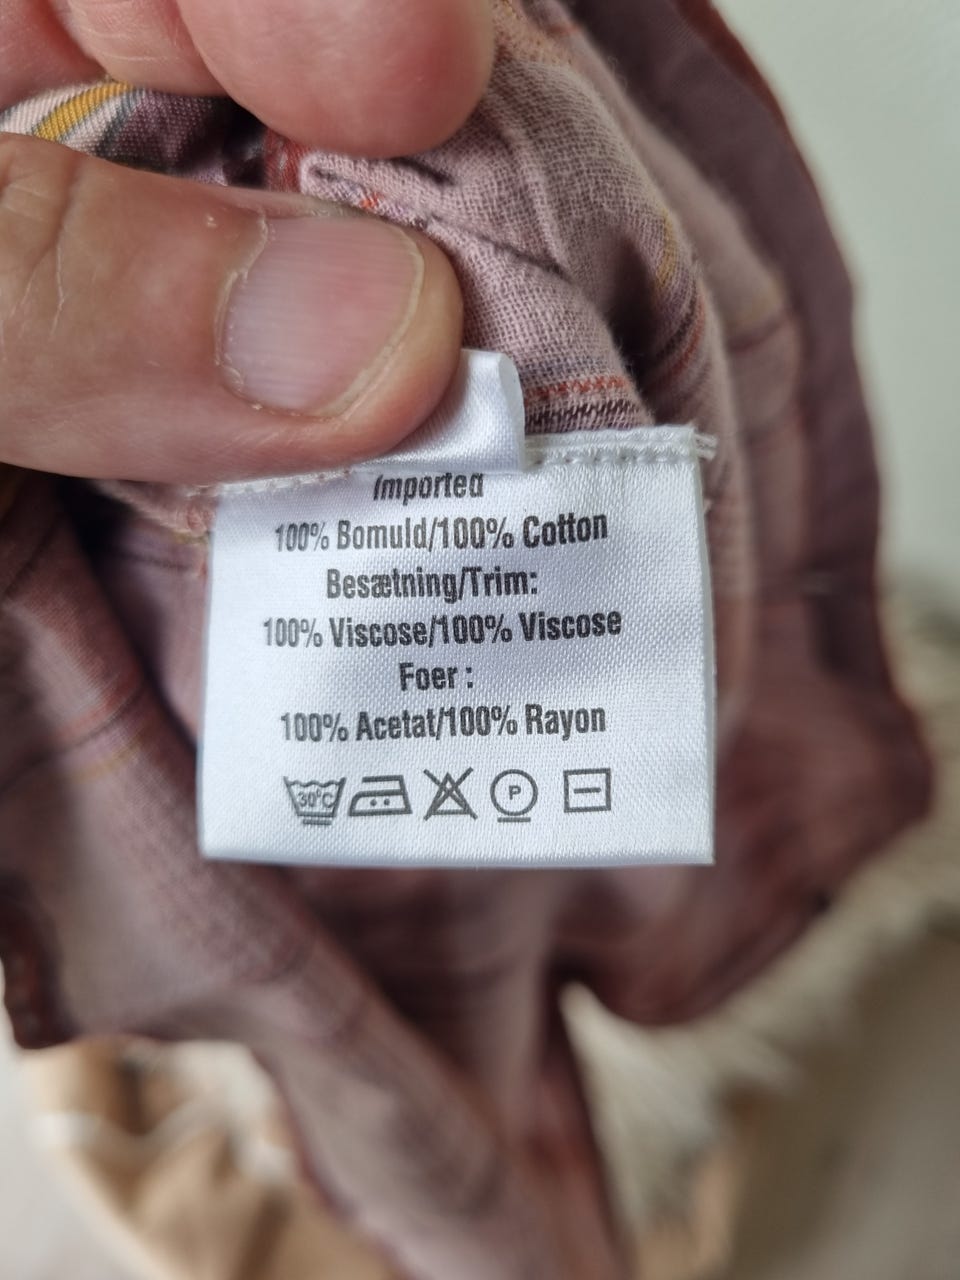 Imported
100% Bomuld/100% Cotton
Besætning/Trim:
100% Viscose/100% Viscose
Foer :
100% Acetat/100% Rayon
30°C
P